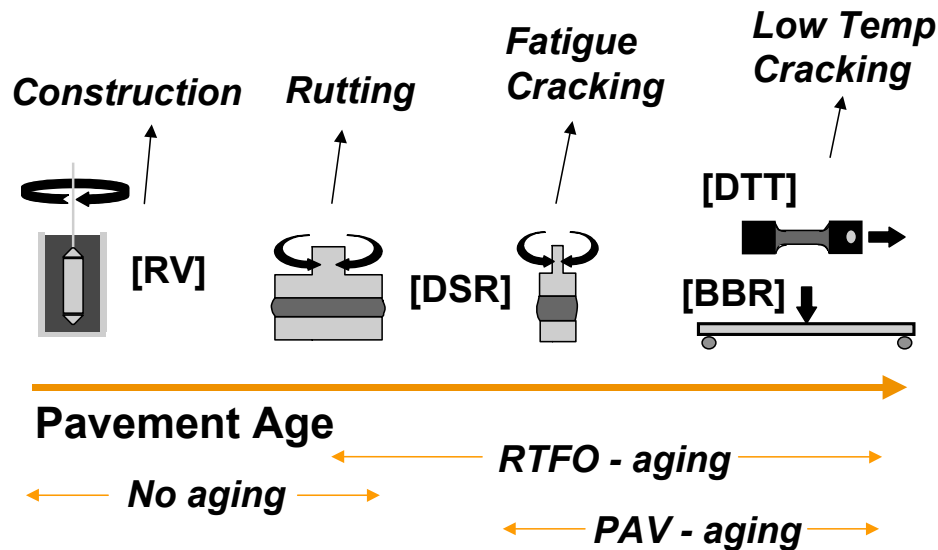 Construction
Rutting
Fatigue
Cracking
Low Temp
Cracking
[RV]
[DSR]
[DTT]
[BBR]
Pavement Age
RTFO - aging
No aging
PAV - aging